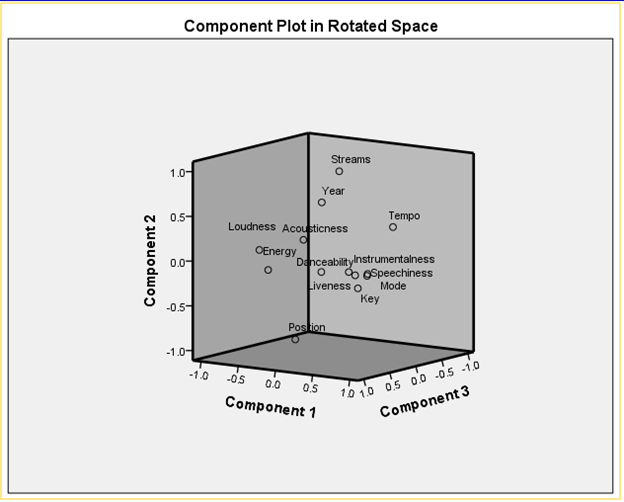 Component Plot in Rotated Space
Streams
Year
Tempo
Loudness
Acousticness
Energy
Danceability
Instrumentalness
Speechiness
Liveness
Mode
Key
Position
Component 2
1.0
0.5
0.0
-0.5
-1.0
-1.0
-0.5
0.0
0.5
1.0
Component 1
1.0
0.5
0.0
-0.5
-1.0
Component 3